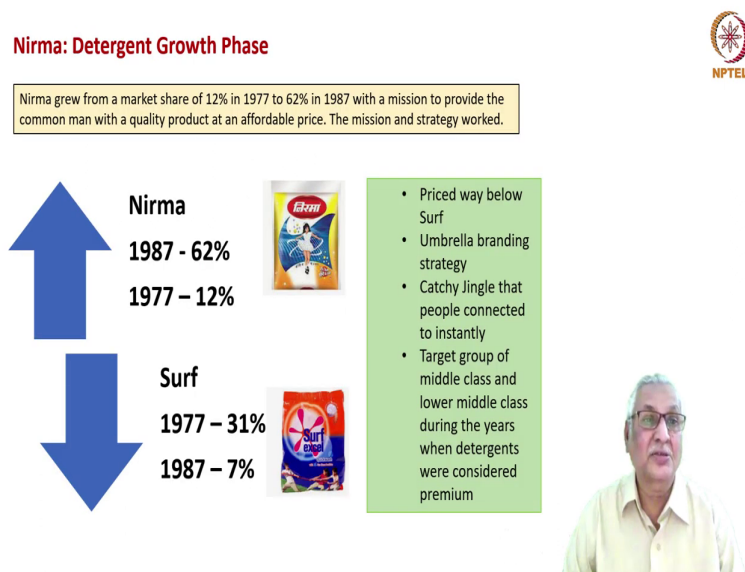 Nirma: Detergent Growth Phase
NPTEL
Nirma grew from a market share of 12% in 1977 to 62% in 1987 with a mission to provide the
common man with a quality product at an affordable price. The mission and strategy worked.
Nirma
1987 - 62%
1977 – 12%
निरमा
Surf
1977 – 31%
1987 – 7%
Surf
excel
• Priced way below
Surf
• Umbrella branding
strategy
• Catchy Jingle that
people connected
to instantly
• Target group of
middle class and
lower middle class
during the years
when detergents
were considered
premium